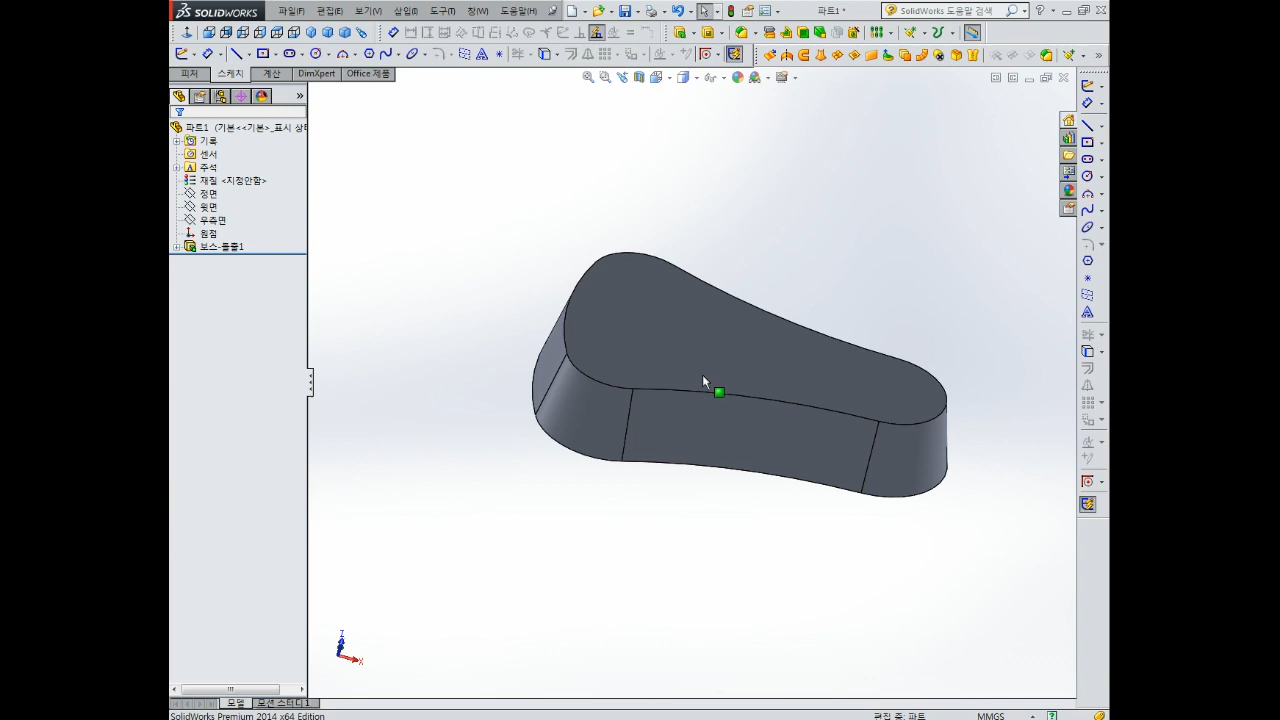 SOLIDWORKS 파일(F) 편집(E) 보기(V) 삽입(I) 도구(T) 창(W) 도움말(H) 파트1 * SolidWorks 도움말 검색
피처 스케치 계산 DimXpert Office 제품
파트1 (기본<<기본>_표시 상태
기록
센서
주석
재질 <지정안함>
정면
윗면
우측면
원점
보스-돌출1
Z
X
모델 모션 스터디 1
SolidWorks Premium 2014 x64 Edition 편집 중: 파트 MMGS